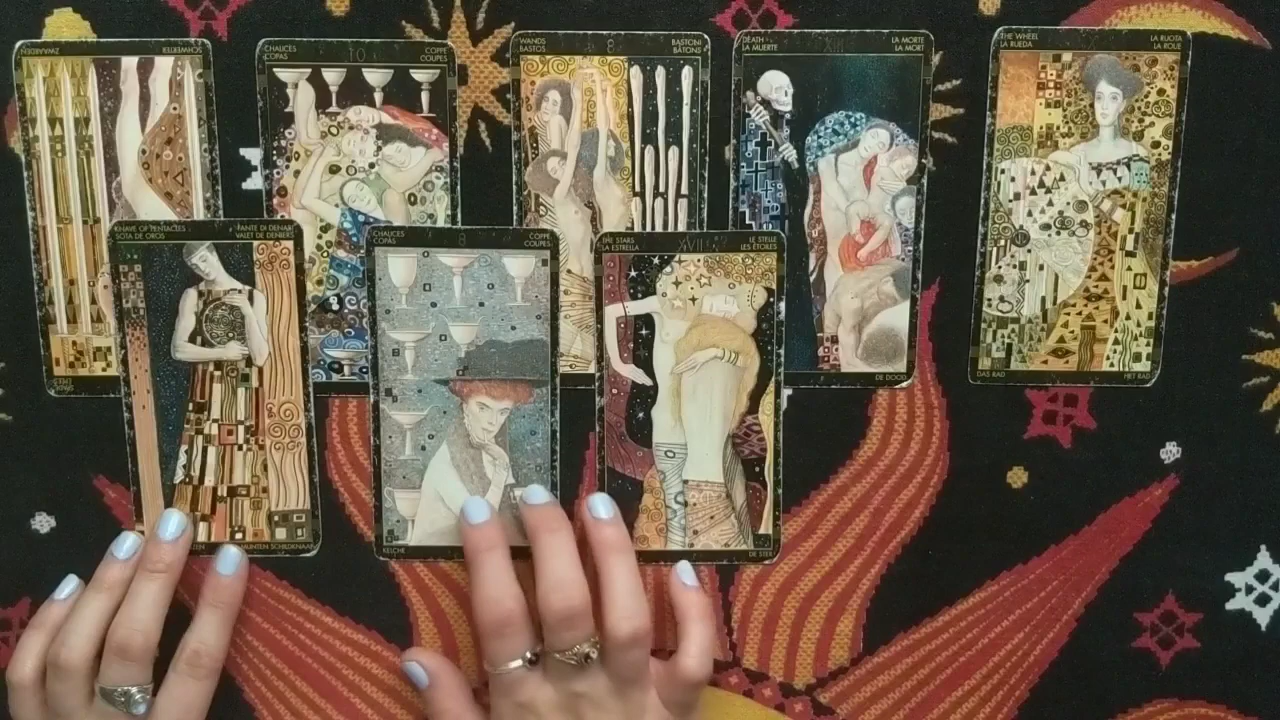 ZWAARDEN
SCHWERTER
CHALICES
COPAS
10
COPPE
COUPES
WANDS
BASTOS
8
BASTONI
BÂTONS
DEATH
LA MUERTE
XIII
LA MORTE
LA MORT
DE DOOD
THE WHEEL
LA RUEDA
LA RUOTA
LA ROUE
DAS RAD
HET RAD
KNAVE OF PENTACLES
SOTA DE OROS
FANTE DI DENARI
VALET DE DENIERS
MUNTEN SCHILDKNAAP
CHALICES
COPAS
8
COPPE
COUPES
KELCHE
THE STARS
LA ESTRELLA
XVII
LE STELLE
LES ÉTOILES
DE STER